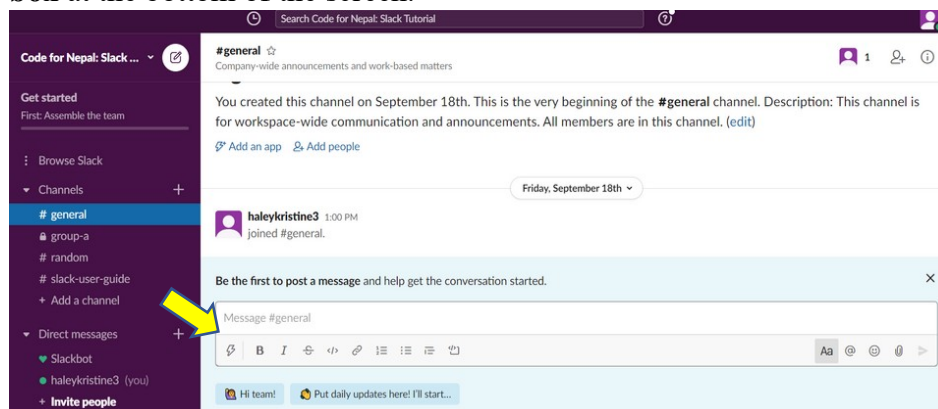 Search Code for Nepal: Slack Tutorial
Code for Nepal: Slack ...
Get started
First: Assemble the team
Browse Slack
Channels
# general
group-a
# random
# slack-user-guide
+ Add a channel
Direct messages
Slackbot
haleykristine3 (you)
+ Invite people
#general
Company-wide announcements and work-based matters
1
You created this channel on September 18th. This is the very beginning of the #general channel. Description: This channel is
for workspace-wide communication and announcements. All members are in this channel. (edit)
Add an app Add people
Friday, September 18th
haleykristine3 1:00 PM
joined #general.
Be the first to post a message and help get the conversation started.
Message #general
B I S </> Aa @
Hi team! Put daily updates here! I'll start...